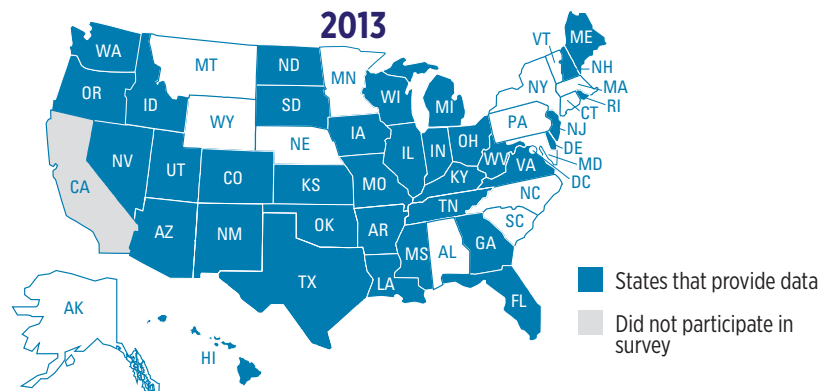 2013
WA
MT
ND
MN
VT
ME
NH
OR
ID
SD
WI
MI
NY
MA
RI
CT
WY
IA
PA
NJ
NE
DE
NV
UT
CO
IL
IN
OH
WV
VA
MD
DC
CA
KS
MO
KY
NC
TN
AZ
NM
OK
AR
SC
MS
AL
GA
TX
LA
FL
AK
HI
States that provide data
Did not participate in
survey